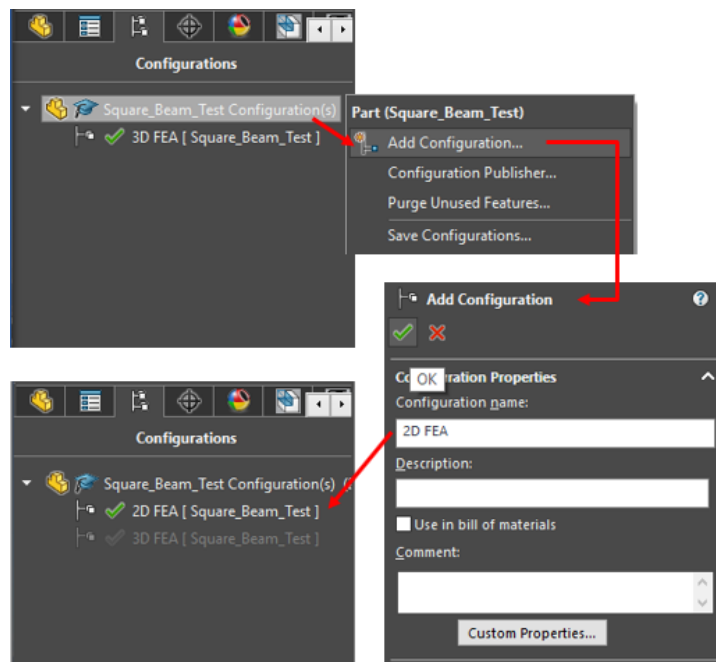 Configurations
Square_Beam_Test Configuration(s)
3D FEA [ Square_Beam_Test ]
Part (Square_Beam_Test)
Add Configuration...
Configuration Publisher...
Purge Unused Features...
Save Configurations...
Add Configuration
OK
Properties
Configuration name:
2D FEA
Description:
Use in bill of materials
Comment:
Custom Properties...
Configurations
Square_Beam_Test Configuration(s)
2D FEA [ Square_Beam_Test ]
3D FEA [ Square_Beam_Test ]